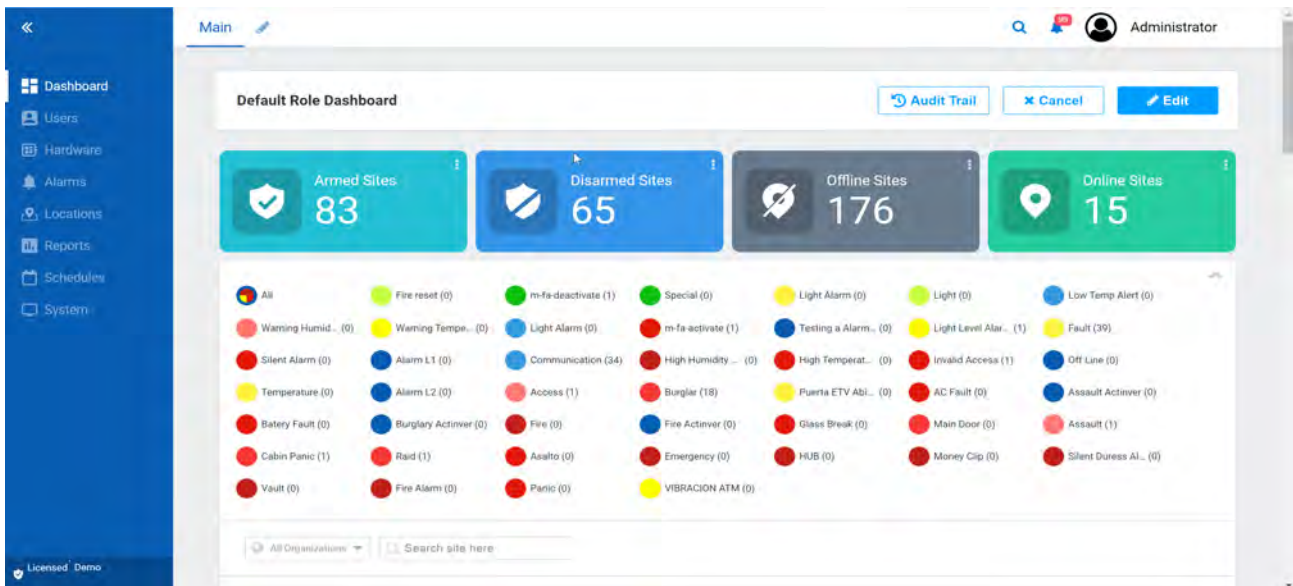 Main
Administrator
Dashboard
Users
Hardware
Alarms
Locations
Reports
Schedules
System
Licensed Demo
Default Role Dashboard
Audit Trail
Cancel
Edit
Armed Sites
83
Disarmed Sites
65
Offline Sites
176
Online Sites
15
All Fire reset (0) m-fa-deactivate (1) Special (0) Light Alarm (0) Light (0) Low Temp Alert (0)
Warning Humid... (0) Warning Tempe... (0) Light Alarm (0) m-fa-activate (1) Testing a Alarm... (0) Light Level Alar... (1) Fault (39)
Silent Alarm (0) Alarm L1 (0) Communication (34) High Humidity ... (0) High Temperat... (0) Invalid Access (1) Off Line (0)
Temperature (0) Alarm L2 (0) Access (1) Burglar (18) Puerta ETV Abi... (0) AC Fault (0) Assault Actinver (0)
Batery Fault (0) Burglary Actinver (0) Fire (0) Fire Actinver (0) Glass Break (0) Main Door (0) Assault (1)
Cabin Panic (1) Raid (1) Asalto (0) Emergency (0) HUB (0) Money Clip (0) Silent Duress Al... (0)
Vault (0) Fire Alarm (0) Panic (0) VIBRACION ATM (0)
All Organizations
Search site here